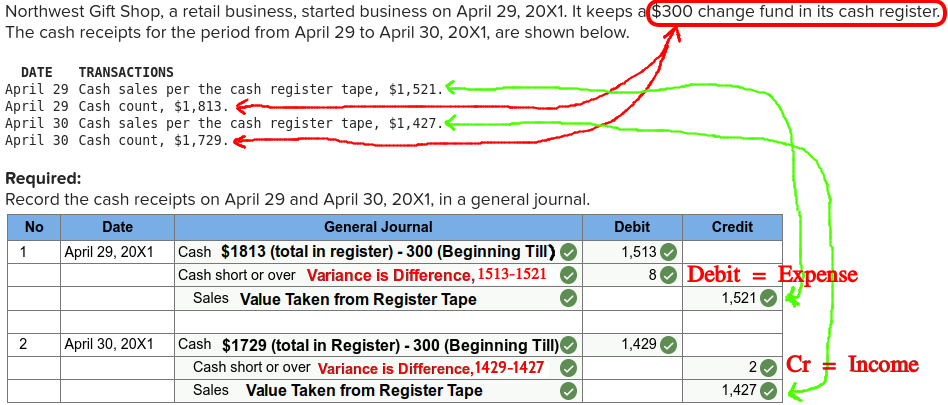 Northwest Gift Shop, a retail business, started business on April 29, 20X1. It keeps a $300 change fund in its cash register.
The cash receipts for the period from April 29 to April 30, 20X1, are shown below.
DATE TRANSACTIONS
April 29 Cash sales per the cash register tape, $1,521.
April 29 Cash count, $1,813.
April 30 Cash sales per the cash register tape, $1,427.
April 30 Cash count, $1,729.
Required:
Record the cash receipts on April 29 and April 30, 20X1, in a general journal.
No Date General Journal Debit Credit
1 April 29, 20X1 Cash $1813 (total in register) - 300 (Beginning Till) 1,513
Cash short or over Variance is Difference, 1513-1521 8 Debit = Expense
Sales Value Taken from Register Tape 1,521
2 April 30, 20X1 Cash $1729 (total in Register) - 300 (Beginning Till) 1,429
Cash short or over Variance is Difference, 1429-1427 2 Cr = Income
Sales Value Taken from Register Tape 1,427